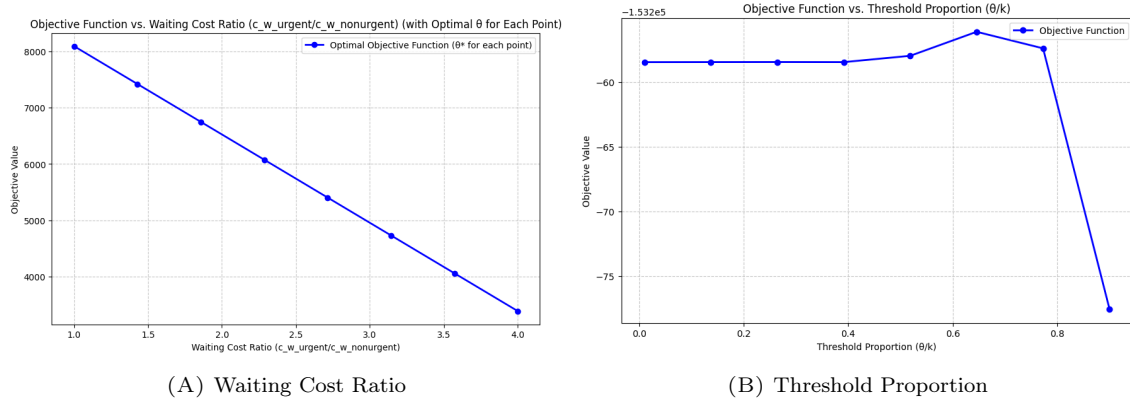 Objective Function vs. Waiting Cost Ratio (c_w_urgent/c_w_nonurgent) (with Optimal θ for Each Point)
Optimal Objective Function (θ* for each point)
8000
7000
6000
5000
4000
Objective Value
1.0 1.5 2.0 2.5 3.0 3.5 4.0
Waiting Cost Ratio (c_w_urgent/c_w_nonurgent)
(A) Waiting Cost Ratio
−1.532e5
Objective Function vs. Threshold Proportion (θ/k)
Objective Function
−60
−65
−70
−75
Objective Value
0.0 0.2 0.4 0.6 0.8
Threshold Proportion (θ/k)
(B) Threshold Proportion